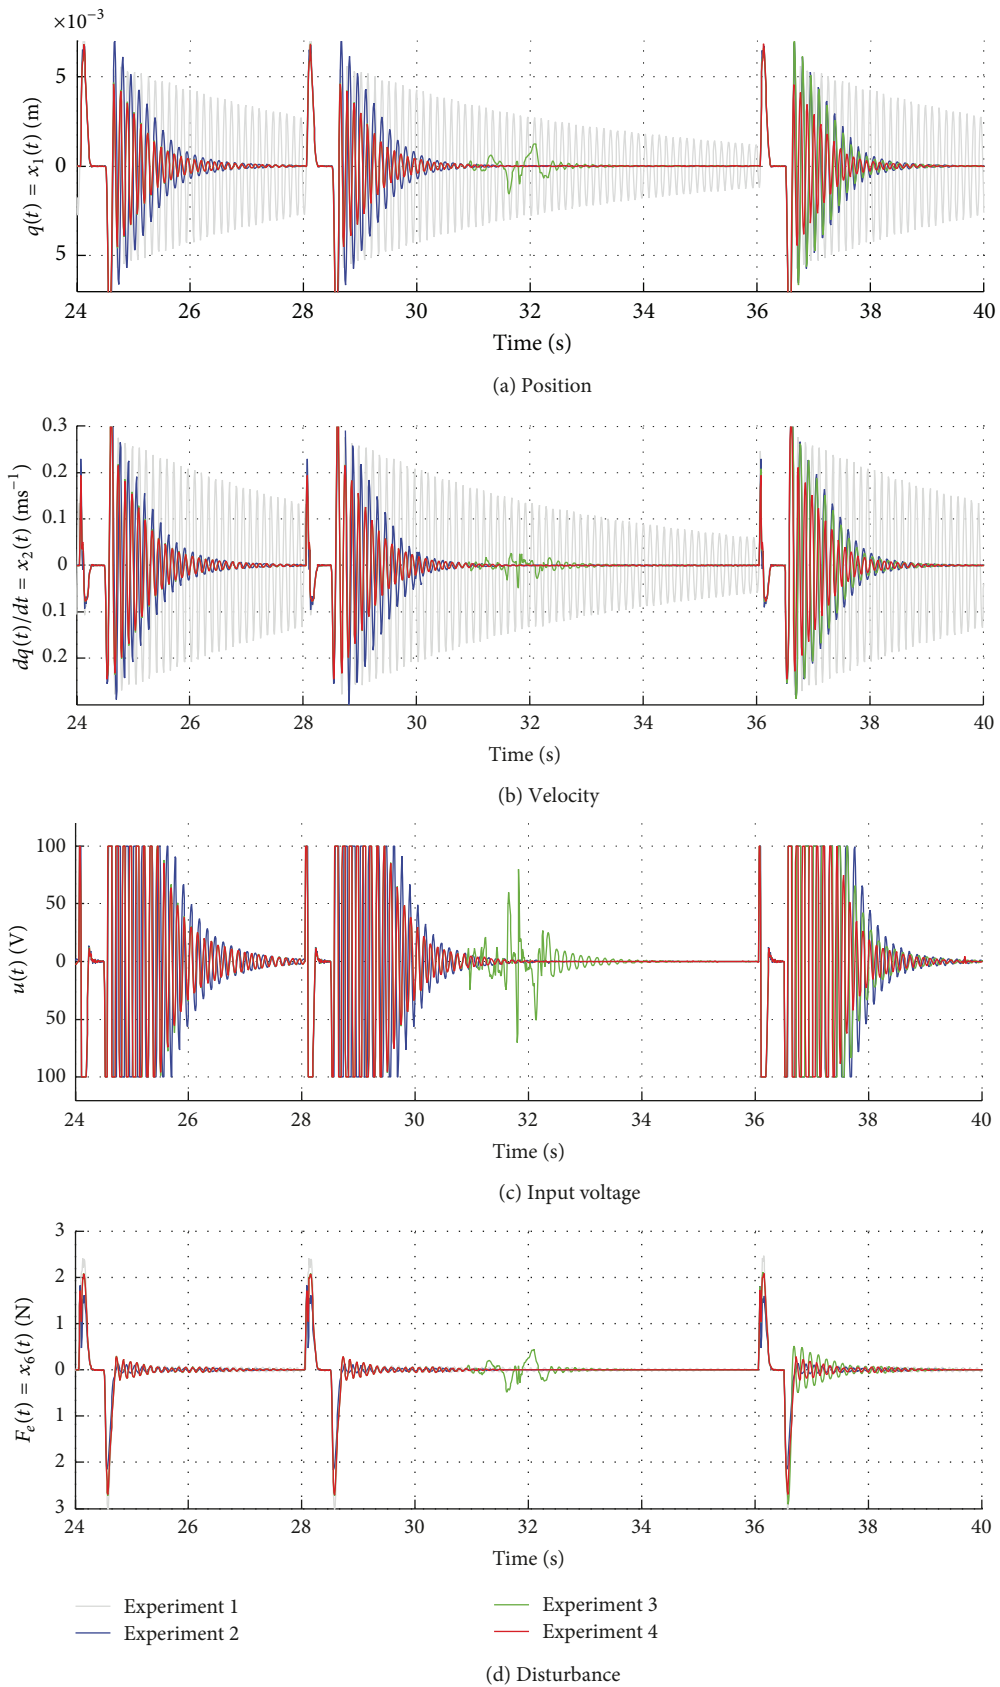 ×10⁻³
5
0
5
q(t) = x₁(t) (m)
24 26 28 30 32 34 36 38 40
Time (s)
(a) Position
0.3
0.2
0.1
0
0.1
0.2
dq(t)/dt = x₂(t) (ms⁻¹)
24 26 28 30 32 34 36 38 40
Time (s)
(b) Velocity
100
50
0
50
100
u(t) (V)
24 26 28 30 32 34 36 38 40
Time (s)
(c) Input voltage
3
2
1
0
1
2
3
Fₑ(t) = x₆(t) (N)
24 26 28 30 32 34 36 38 40
Time (s)
Experiment 1
Experiment 2
Experiment 3
Experiment 4
(d) Disturbance